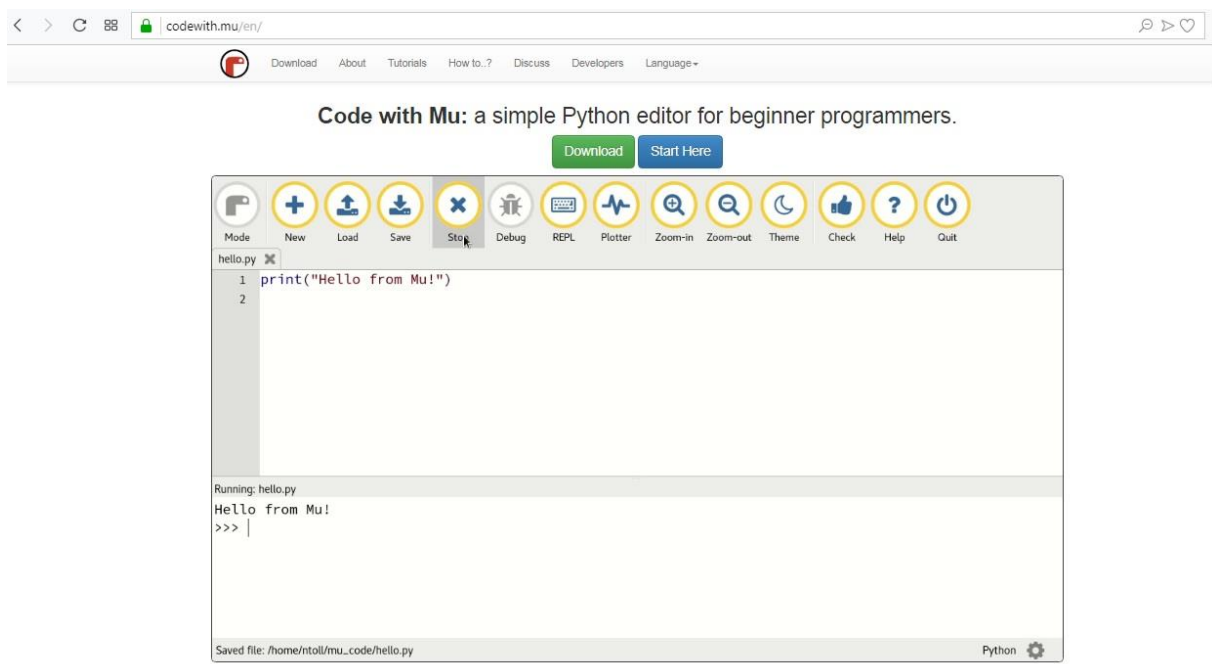 codewith.mu/en/
Download About Tutorials How to..? Discuss Developers Language
Code with Mu: a simple Python editor for beginner programmers.
Download Start Here
Mode New Load Save Stop Debug REPL Plotter Zoom-in Zoom-out Theme Check Help Quit
hello.py
1 print("Hello from Mu!")
2
Running: hello.py
Hello from Mu!
>>>
Saved file: /home/ntoll/mu_code/hello.py Python